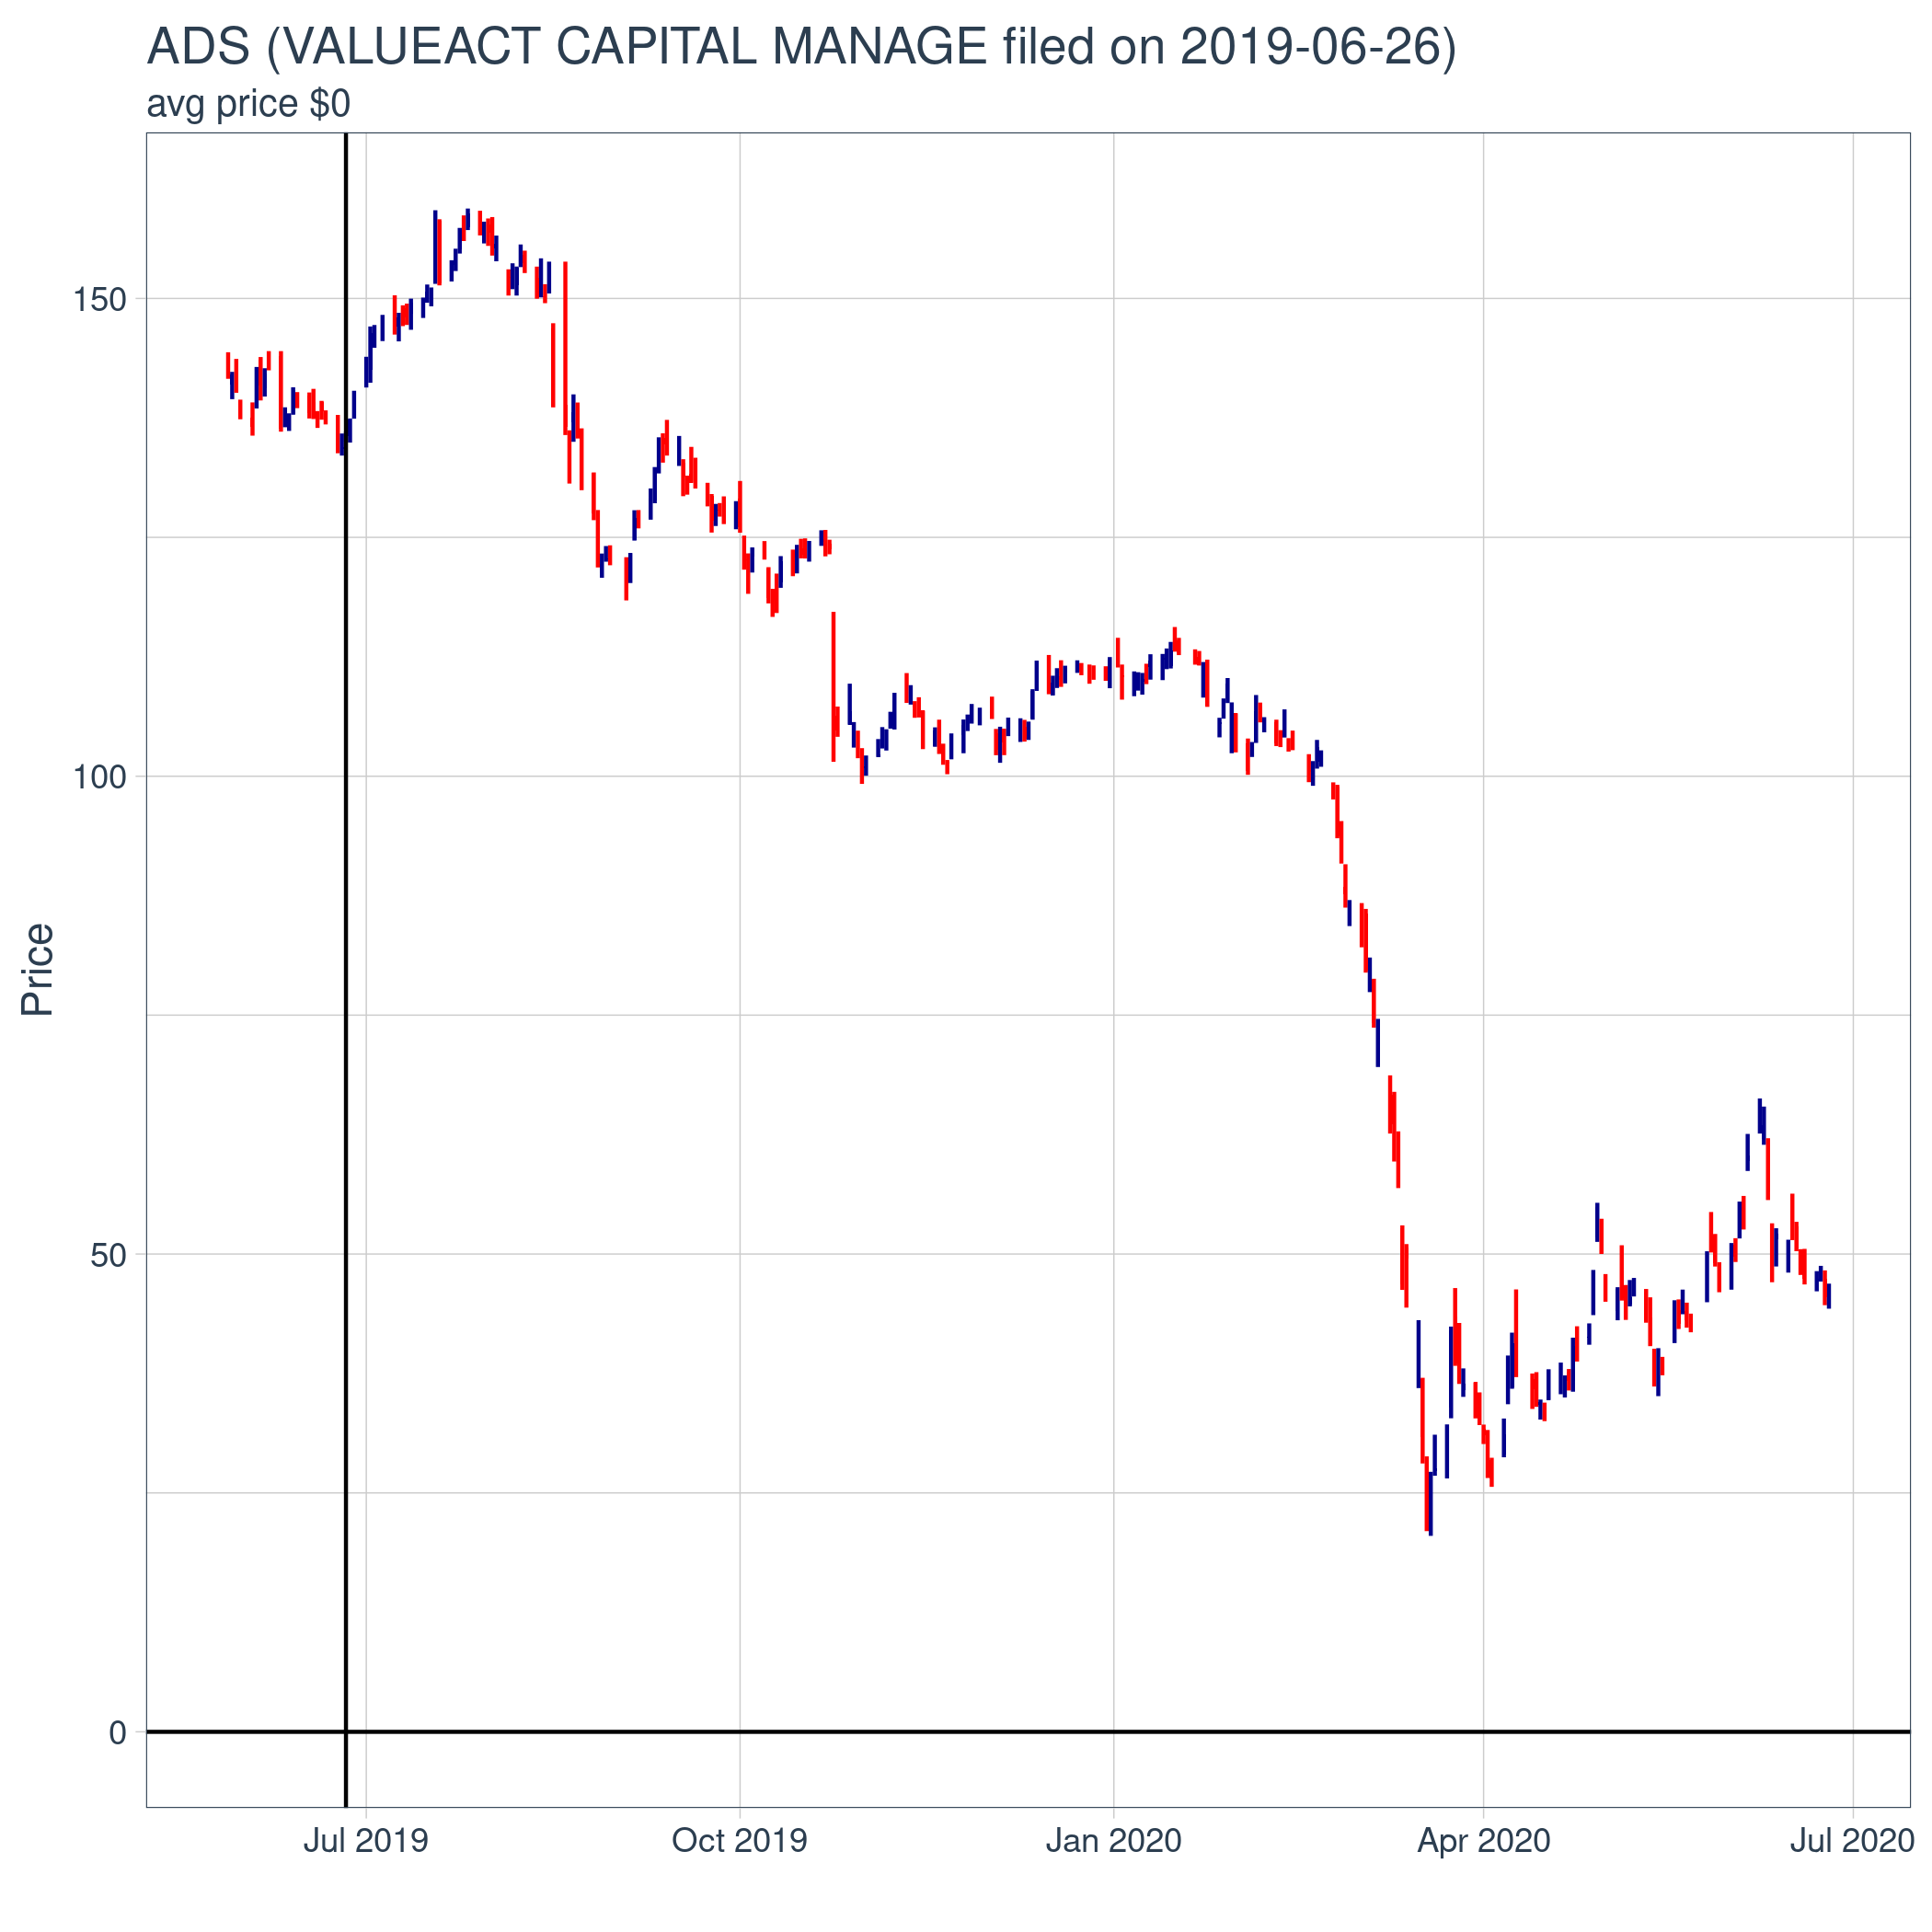 ADS (VALUEACT CAPITAL MANAGE filed on 2019-06-26)
avg price $0
150
100
50
0
Price
Jul 2019
Oct 2019
Jan 2020
Apr 2020
Jul 2020